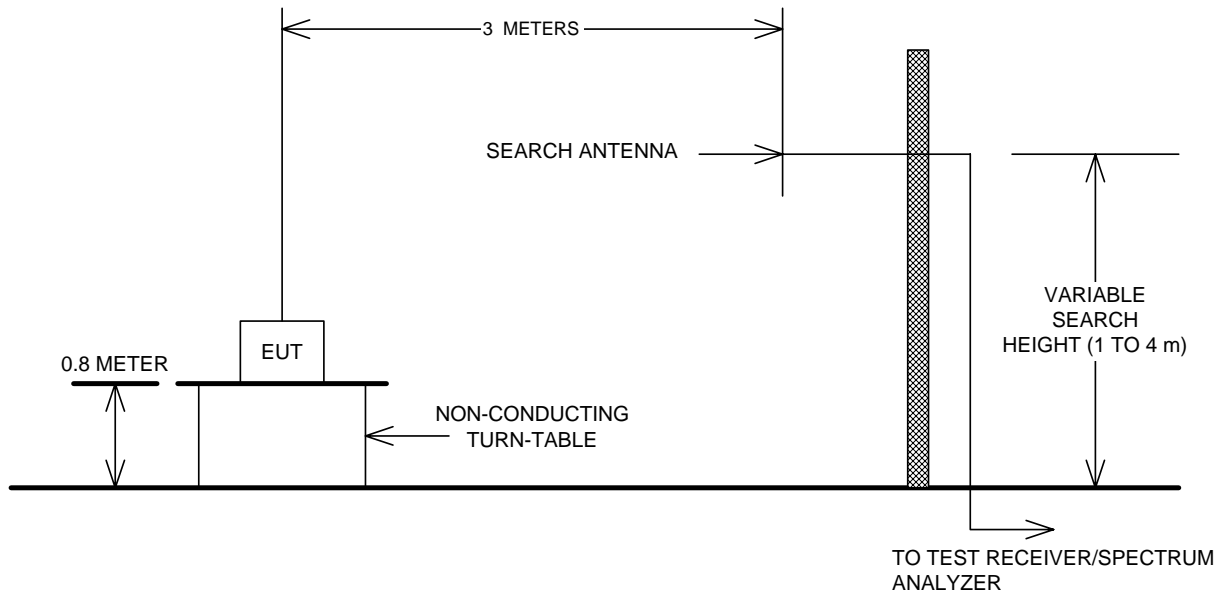 3 METERS
SEARCH ANTENNA
EUT
0.8 METER
VARIABLE
SEARCH
HEIGHT (1 TO 4 m)
NON-CONDUCTING
TURN-TABLE
TO TEST RECEIVER/SPECTRUM
ANALYZER